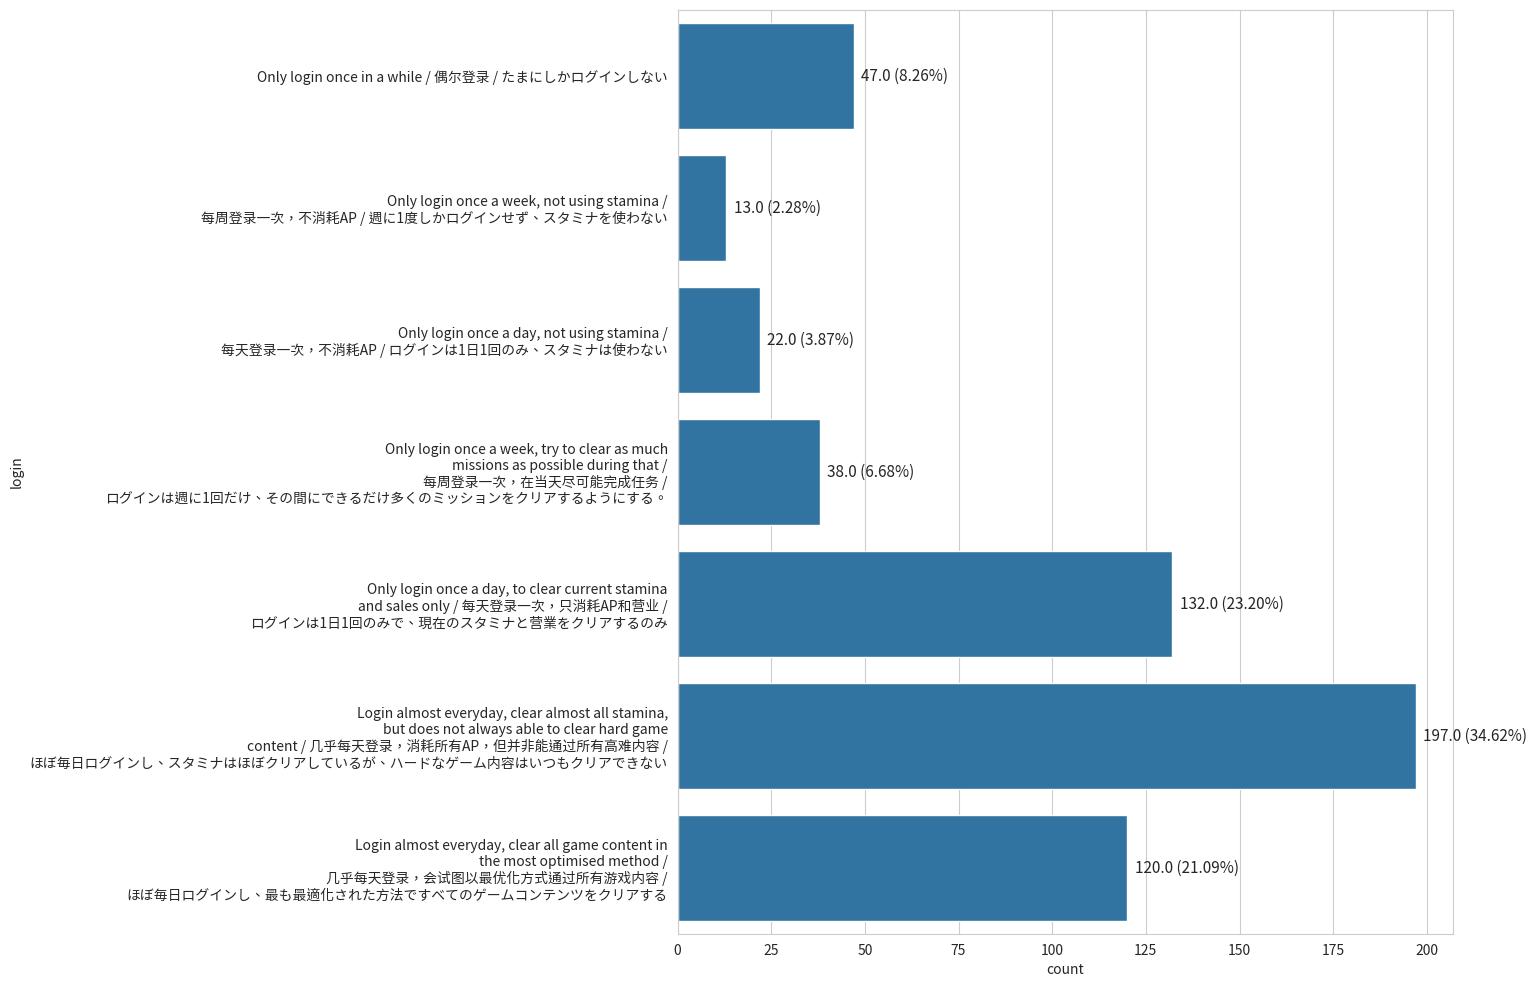 Only login once in a while / 偶尔登录 / たまにしかログインしない
47.0 (8.26%)
Only login once a week, not using stamina /
每周登录一次，不消耗AP / 週に1度しかログインせず、スタミナを使わない
13.0 (2.28%)
Only login once a day, not using stamina /
每天登录一次，不消耗AP / ログインは1日1回のみ、スタミナは使わない
22.0 (3.87%)
Only login once a week, try to clear as much
missions as possible during that /
每周登录一次，在当天尽可能完成任务 /
ログインは週に1回だけ、その間にできるだけ多くのミッションをクリアするようにする。
38.0 (6.68%)
login
Only login once a day, to clear current stamina
and sales only / 每天登录一次，只消耗AP和营业 /
ログインは1日1回のみで、現在のスタミナと営業をクリアするのみ
132.0 (23.20%)
Login almost everyday, clear almost all stamina,
but does not always able to clear hard game
content / 几乎每天登录，消耗所有AP，但并非能通过所有高难内容 /
ほぼ毎日ログインし、スタミナはほぼクリアしているが、ハードなゲーム内容はいつもクリアできない
197.0 (34.62%)
Login almost everyday, clear all game content in
the most optimised method /
几乎每天登录，会试图以最优化方式通过所有游戏内容 /
ほぼ毎日ログインし、最も最適化された方法ですべてのゲームコンテンツをクリアする
120.0 (21.09%)
0 25 50 75 100 125 150 175 200
count